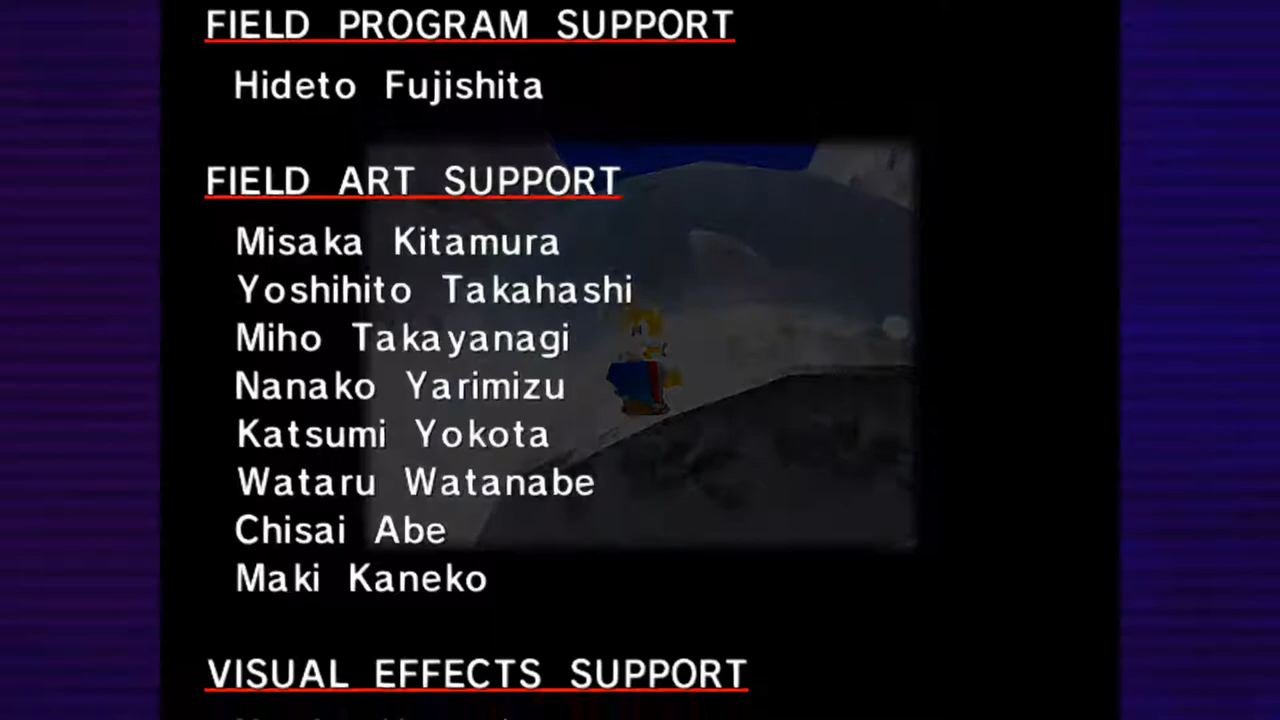 FIELD PROGRAM SUPPORT
Hideto Fujishita
FIELD ART SUPPORT
Misaka Kitamura
Yoshihito Takahashi
Miho Takayanagi
Nanako Yarimizu
Katsumi Yokota
Wataru Watanabe
Chisai Abe
Maki Kaneko
VISUAL EFFECTS SUPPORT